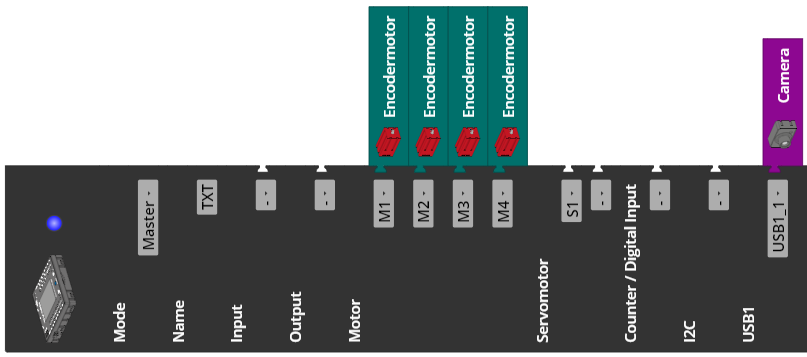 Mode
Master -
Name
TXT
Input
- -
Output
- -
Motor
M1 - Encodermotor
M2 - Encodermotor
M3 - Encodermotor
M4 - Encodermotor
Servomotor
S1 -
- -
Counter / Digital Input
- -
I2C
- -
USB1
USB1_1 - Camera